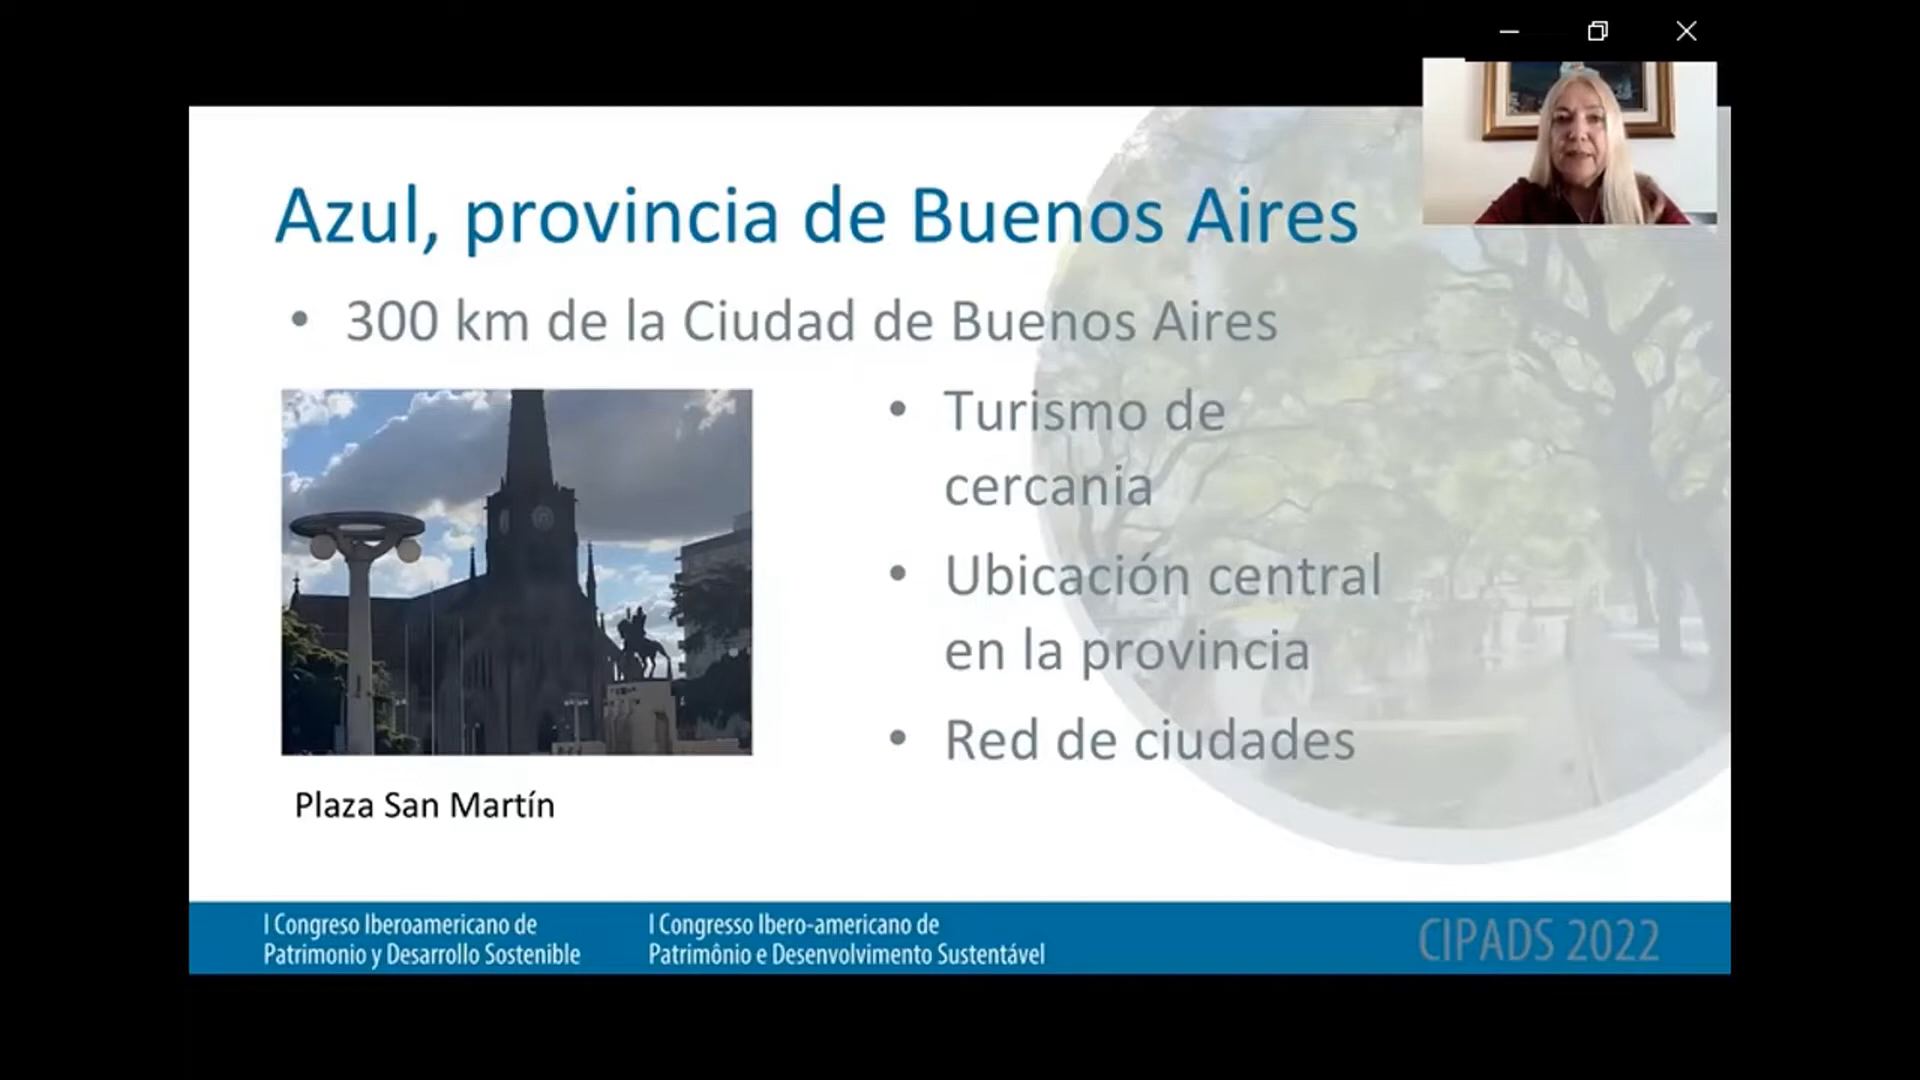 Azul, provincia de Buenos Aires
• 300 km de la Ciudad de Buenos Aires
• Turismo de
cercania
• Ubicación central
en la provincia
• Red de ciudades
Plaza San Martín
I Congreso Iberoamericano de
Patrimonio y Desarrollo Sostenible
I Congresso Ibero-americano de
Patrimônio e Desenvolvimento Sustentável
CIPADS 2022